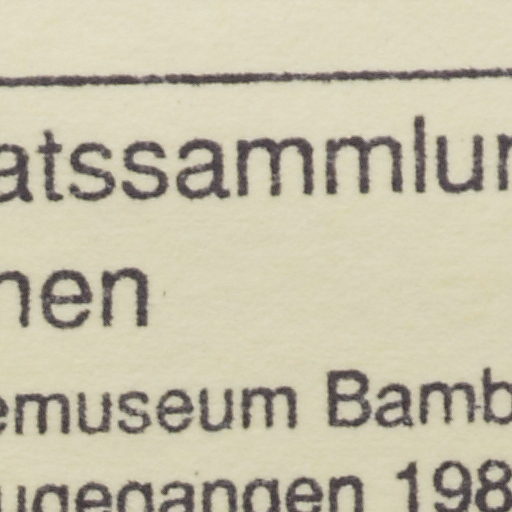 atssammlun
nen
emuseum Bamb
ugegangen 198